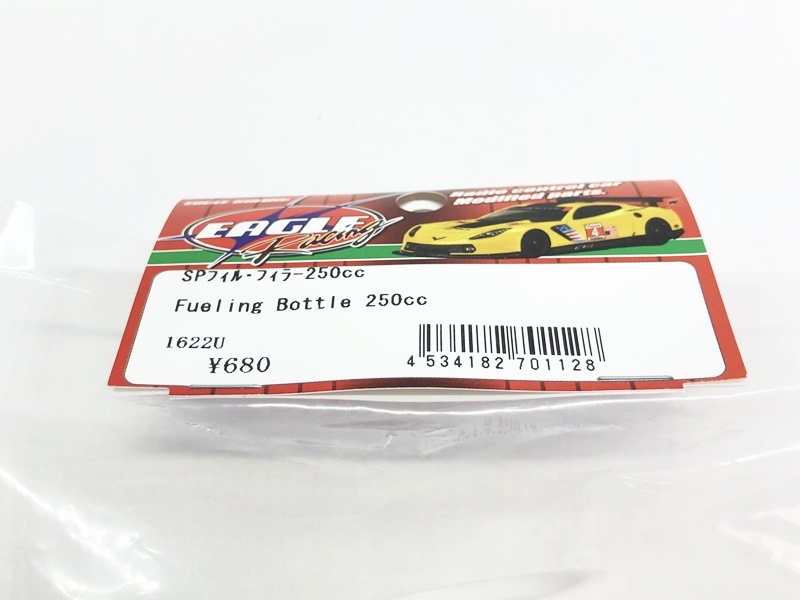 Radio control car
Modified parts.
EAGLE
Racing
4
SPフィル・フィラー250cc
Fueling Bottle 250cc
1622U
¥680
4 534182 701128